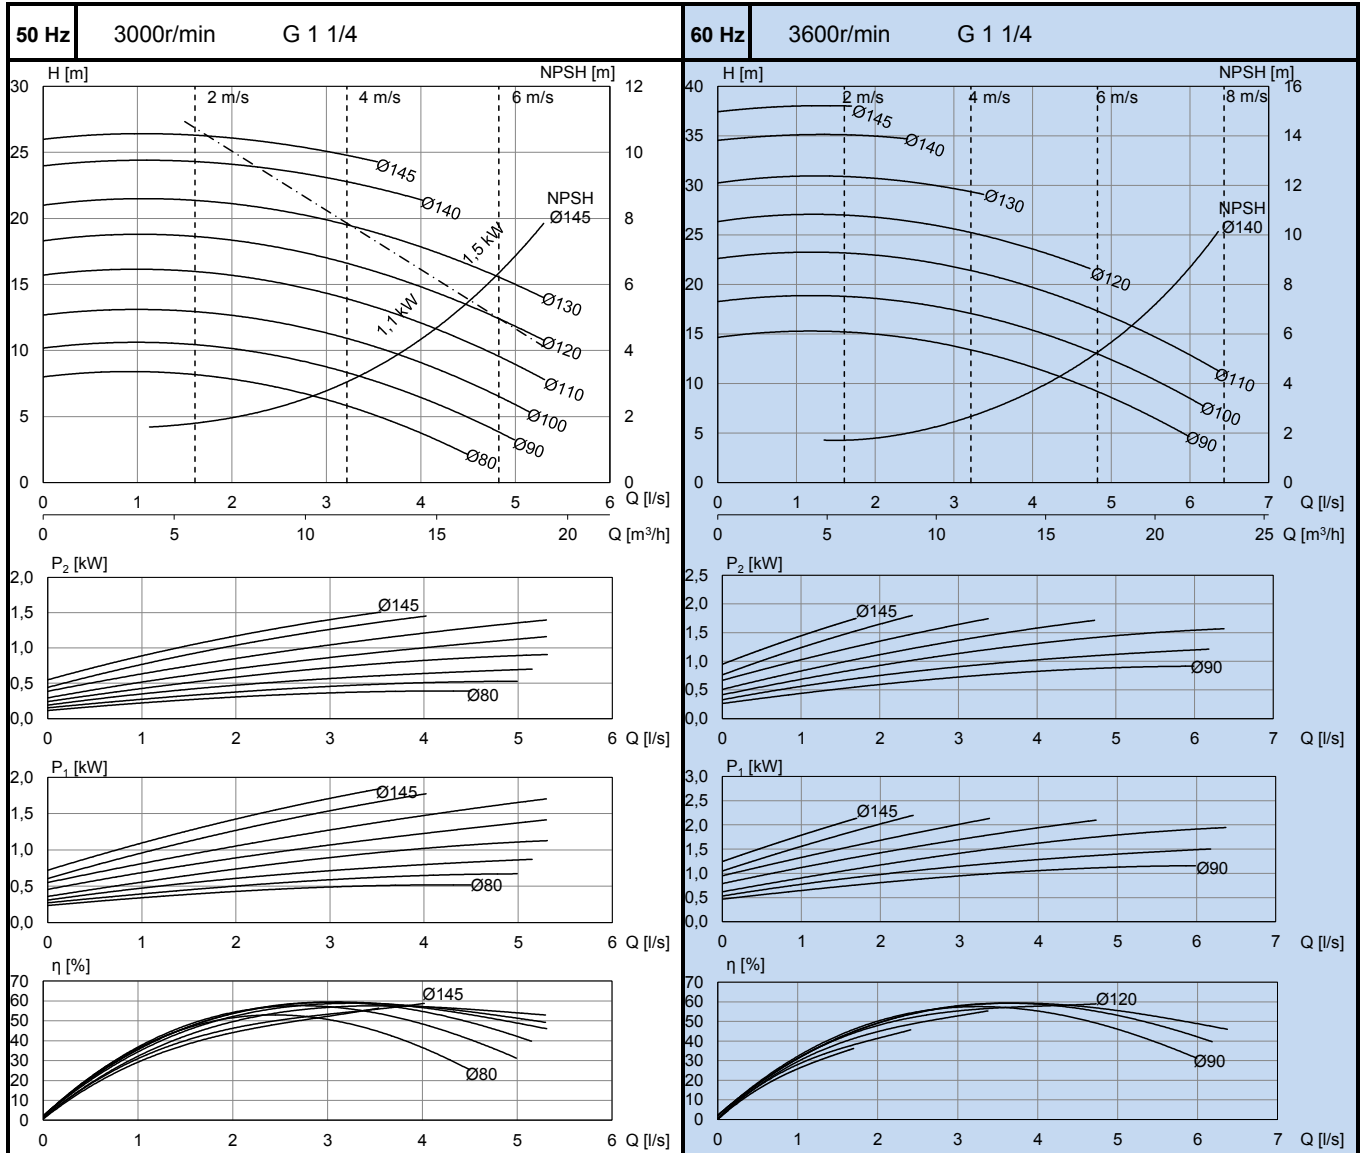 50 Hz 3000r/min G 1 1/4
H [m] NPSH [m]
30 2 m/s 4 m/s 6 m/s 12
25 10
Ø145
Ø140
NPSH
Ø145
20 8
1,5 kW
15 6
Ø130
1,1 kW
Ø120
10 4
Ø110
Ø100
5 2
Ø90
Ø80
0 0
0 1 2 3 4 5 6 Q [l/s]
0 5 10 15 20 Q [m³/h]
P₂ [kW]
2,0
1,5 Ø145
1,0
0,5 Ø80
0,0
0 1 2 3 4 5 6 Q [l/s]
P₁ [kW]
2,0
Ø145
1,5
1,0
0,5 Ø80
0,0
0 1 2 3 4 5 6 Q [l/s]
η [%]
70
60 Ø145
50
40
30
20 Ø80
10
0
0 1 2 3 4 5 6 Q [l/s]
60 Hz 3600r/min G 1 1/4
H [m] NPSH [m]
40 2 m/s 4 m/s 6 m/s 8 m/s 16
Ø145
35 Ø140 14
30 Ø130 12
NPSH
Ø140
25 10
Ø120
20 8
15 6
Ø110
10 4
Ø100
Ø90
5 2
0 0
0 1 2 3 4 5 6 7 Q [l/s]
0 5 10 15 20 25 Q [m³/h]
P₂ [kW]
2,5
2,0 Ø145
1,5
1,0 Ø90
0,5
0,0
0 1 2 3 4 5 6 7 Q [l/s]
P₁ [kW]
3,0
2,5
Ø145
2,0
1,5
1,0 Ø90
0,5
0,0
0 1 2 3 4 5 6 7 Q [l/s]
η [%]
70
60 Ø120
50
40
30 Ø90
20
10
0
0 1 2 3 4 5 6 7 Q [l/s]